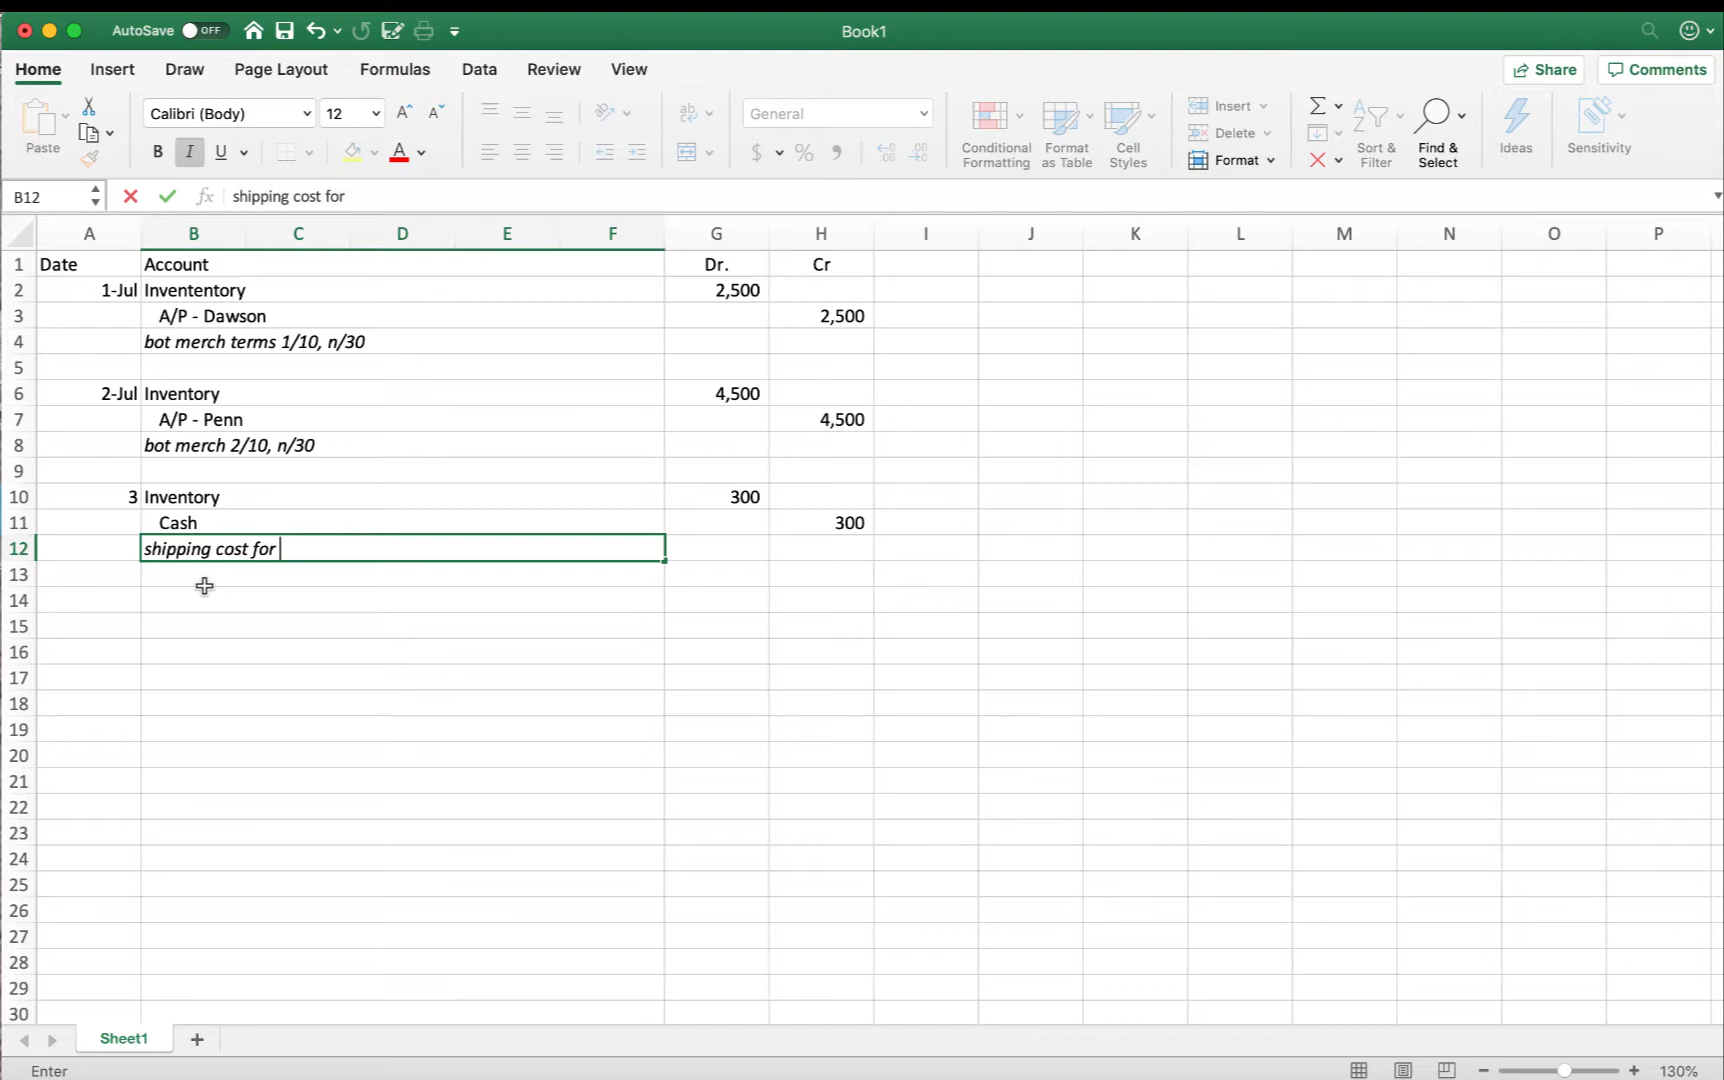 AutoSave OFF Book1
Home Insert Draw Page Layout Formulas Data Review View Share Comments
Calibri (Body) 12 A A ab General Insert Σ A
Paste B I U A $ % Delete Z
Format Conditional Formatting Format as Table Cell Styles Sort & Filter Find & Select Ideas Sensitivity
B12 fx shipping cost for
A B C D E F G H I J K L M N O P
1 Date Account Dr. Cr
2 1-Jul Invententory 2,500
3 A/P - Dawson 2,500
4 bot merch terms 1/10, n/30
5
6 2-Jul Inventory 4,500
7 A/P - Penn 4,500
8 bot merch 2/10, n/30
9
10 3 Inventory 300
11 Cash 300
12 shipping cost for
13
14
15
16
17
18
19
20
21
22
23
24
25
26
27
28
29
30
Sheet1 +
Enter 130%